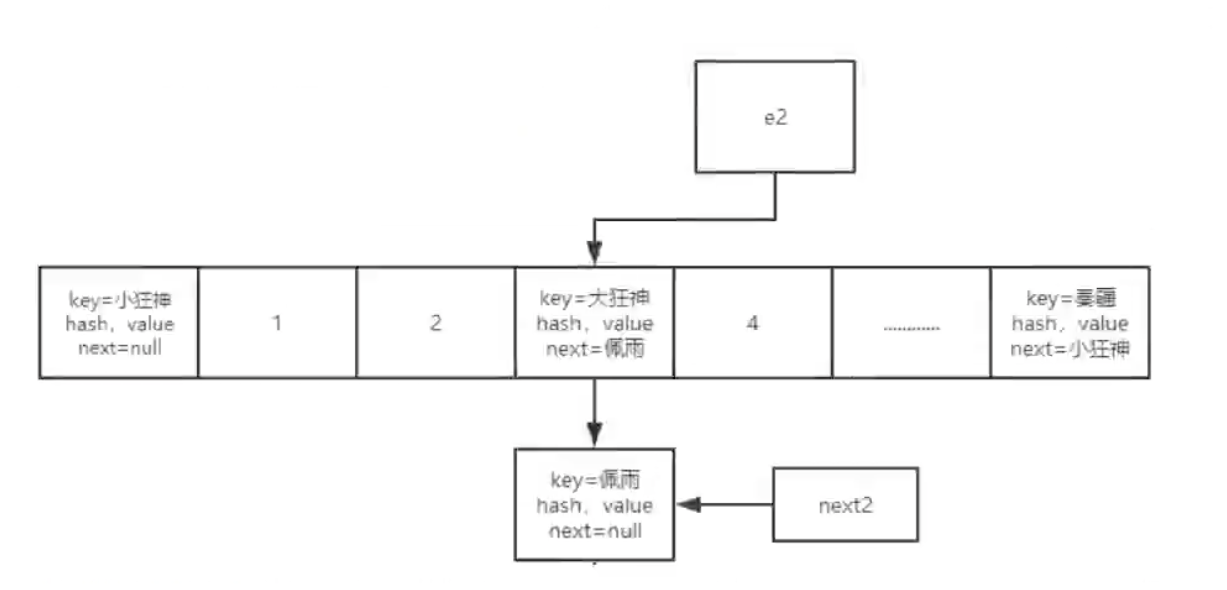 e2
key=小狂神
hash, value
next=null
1
2
key=大狂神
hash, value
next=佩雨
4
............
key=秦疆
hash, value
next=小狂神
key=佩雨
hash, value
next=null
next2